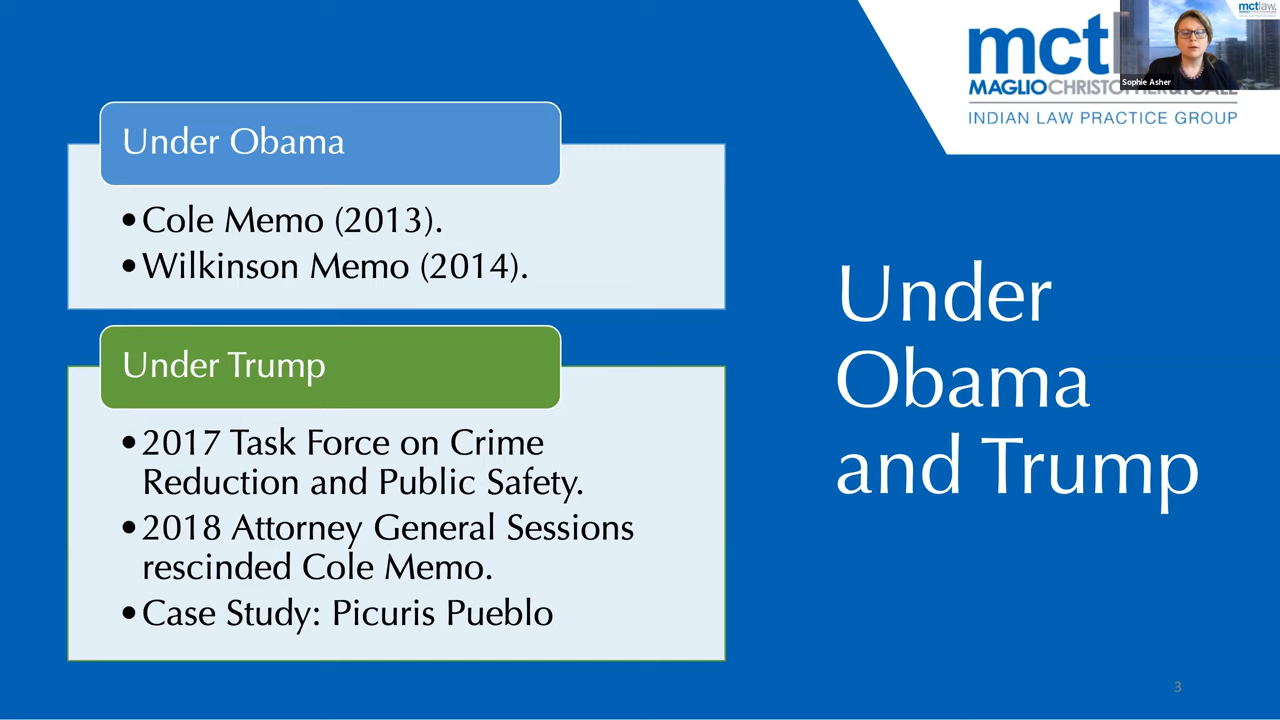 Under Obama
•Cole Memo (2013).
•Wilkinson Memo (2014).
Under Trump
•2017 Task Force on Crime
Reduction and Public Safety.
•2018 Attorney General Sessions
rescinded Cole Memo.
•Case Study: Picuris Pueblo
mctlaw.
Sophie Asher
INDIAN LAW PRACTICE GROUP
Under
Obama
and Trump
3